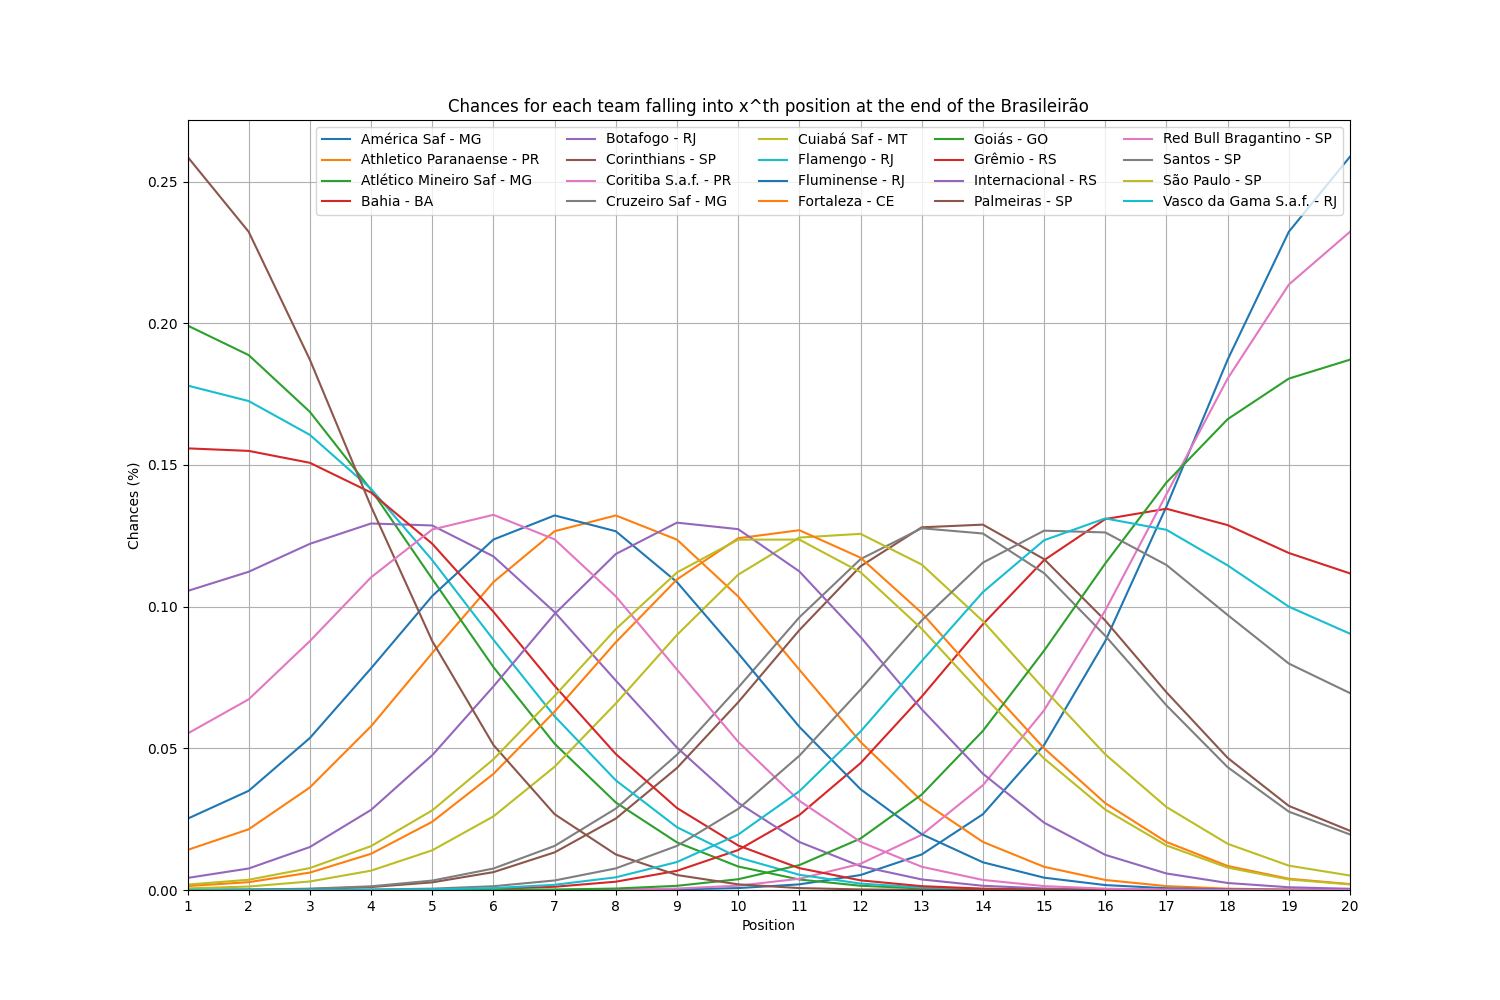 Chances for each team falling into x^th position at the end of the Brasileirão
América Saf - MG
Athletico Paranaense - PR
Atlético Mineiro Saf - MG
Bahia - BA
Botafogo - RJ
Corinthians - SP
Coritiba S.a.f. - PR
Cruzeiro Saf - MG
Cuiabá Saf - MT
Flamengo - RJ
Fluminense - RJ
Fortaleza - CE
Goiás - GO
Grêmio - RS
Internacional - RS
Palmeiras - SP
Red Bull Bragantino - SP
Santos - SP
São Paulo - SP
Vasco da Gama S.a.f. - RJ
Chances (%)
0.25
0.20
0.15
0.10
0.05
0.00
1 2 3 4 5 6 7 8 9 10 11 12 13 14 15 16 17 18 19 20
Position